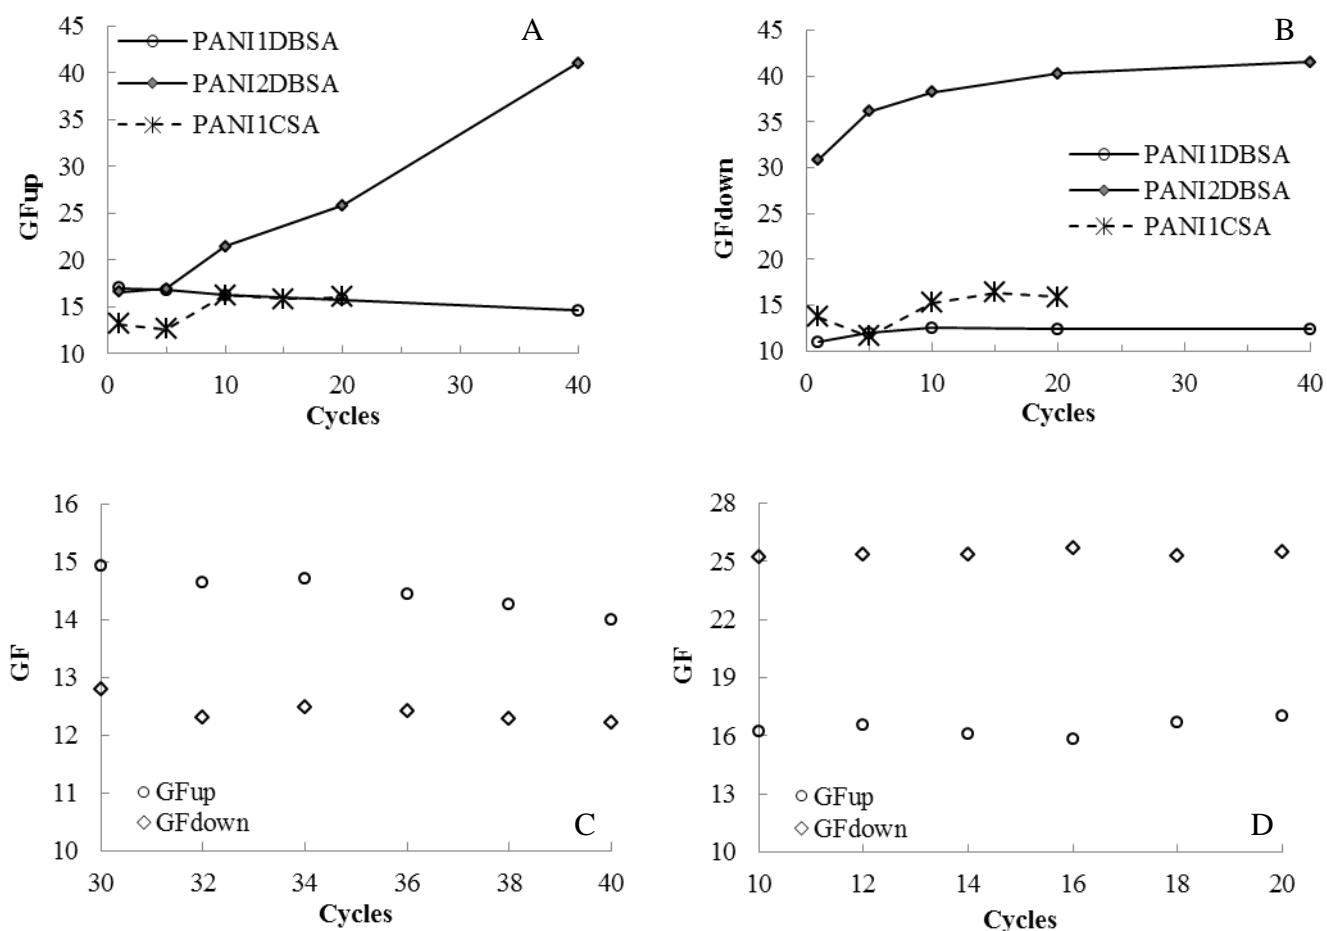 A
45
40
35
30
25
20
15
10
GFup
PANI1DBSA
PANI2DBSA
PANI1CSA
0 10 20 30 40
Cycles
B
45
40
35
30
25
20
15
10
GFdown
PANI1DBSA
PANI2DBSA
PANI1CSA
0 10 20 30 40
Cycles
16
15
14
13
12
11
10
GF
GFup
GFdown
C
30 32 34 36 38 40
Cycles
28
25
22
19
16
13
10
GF
GFup
GFdown
D
10 12 14 16 18 20
Cycles